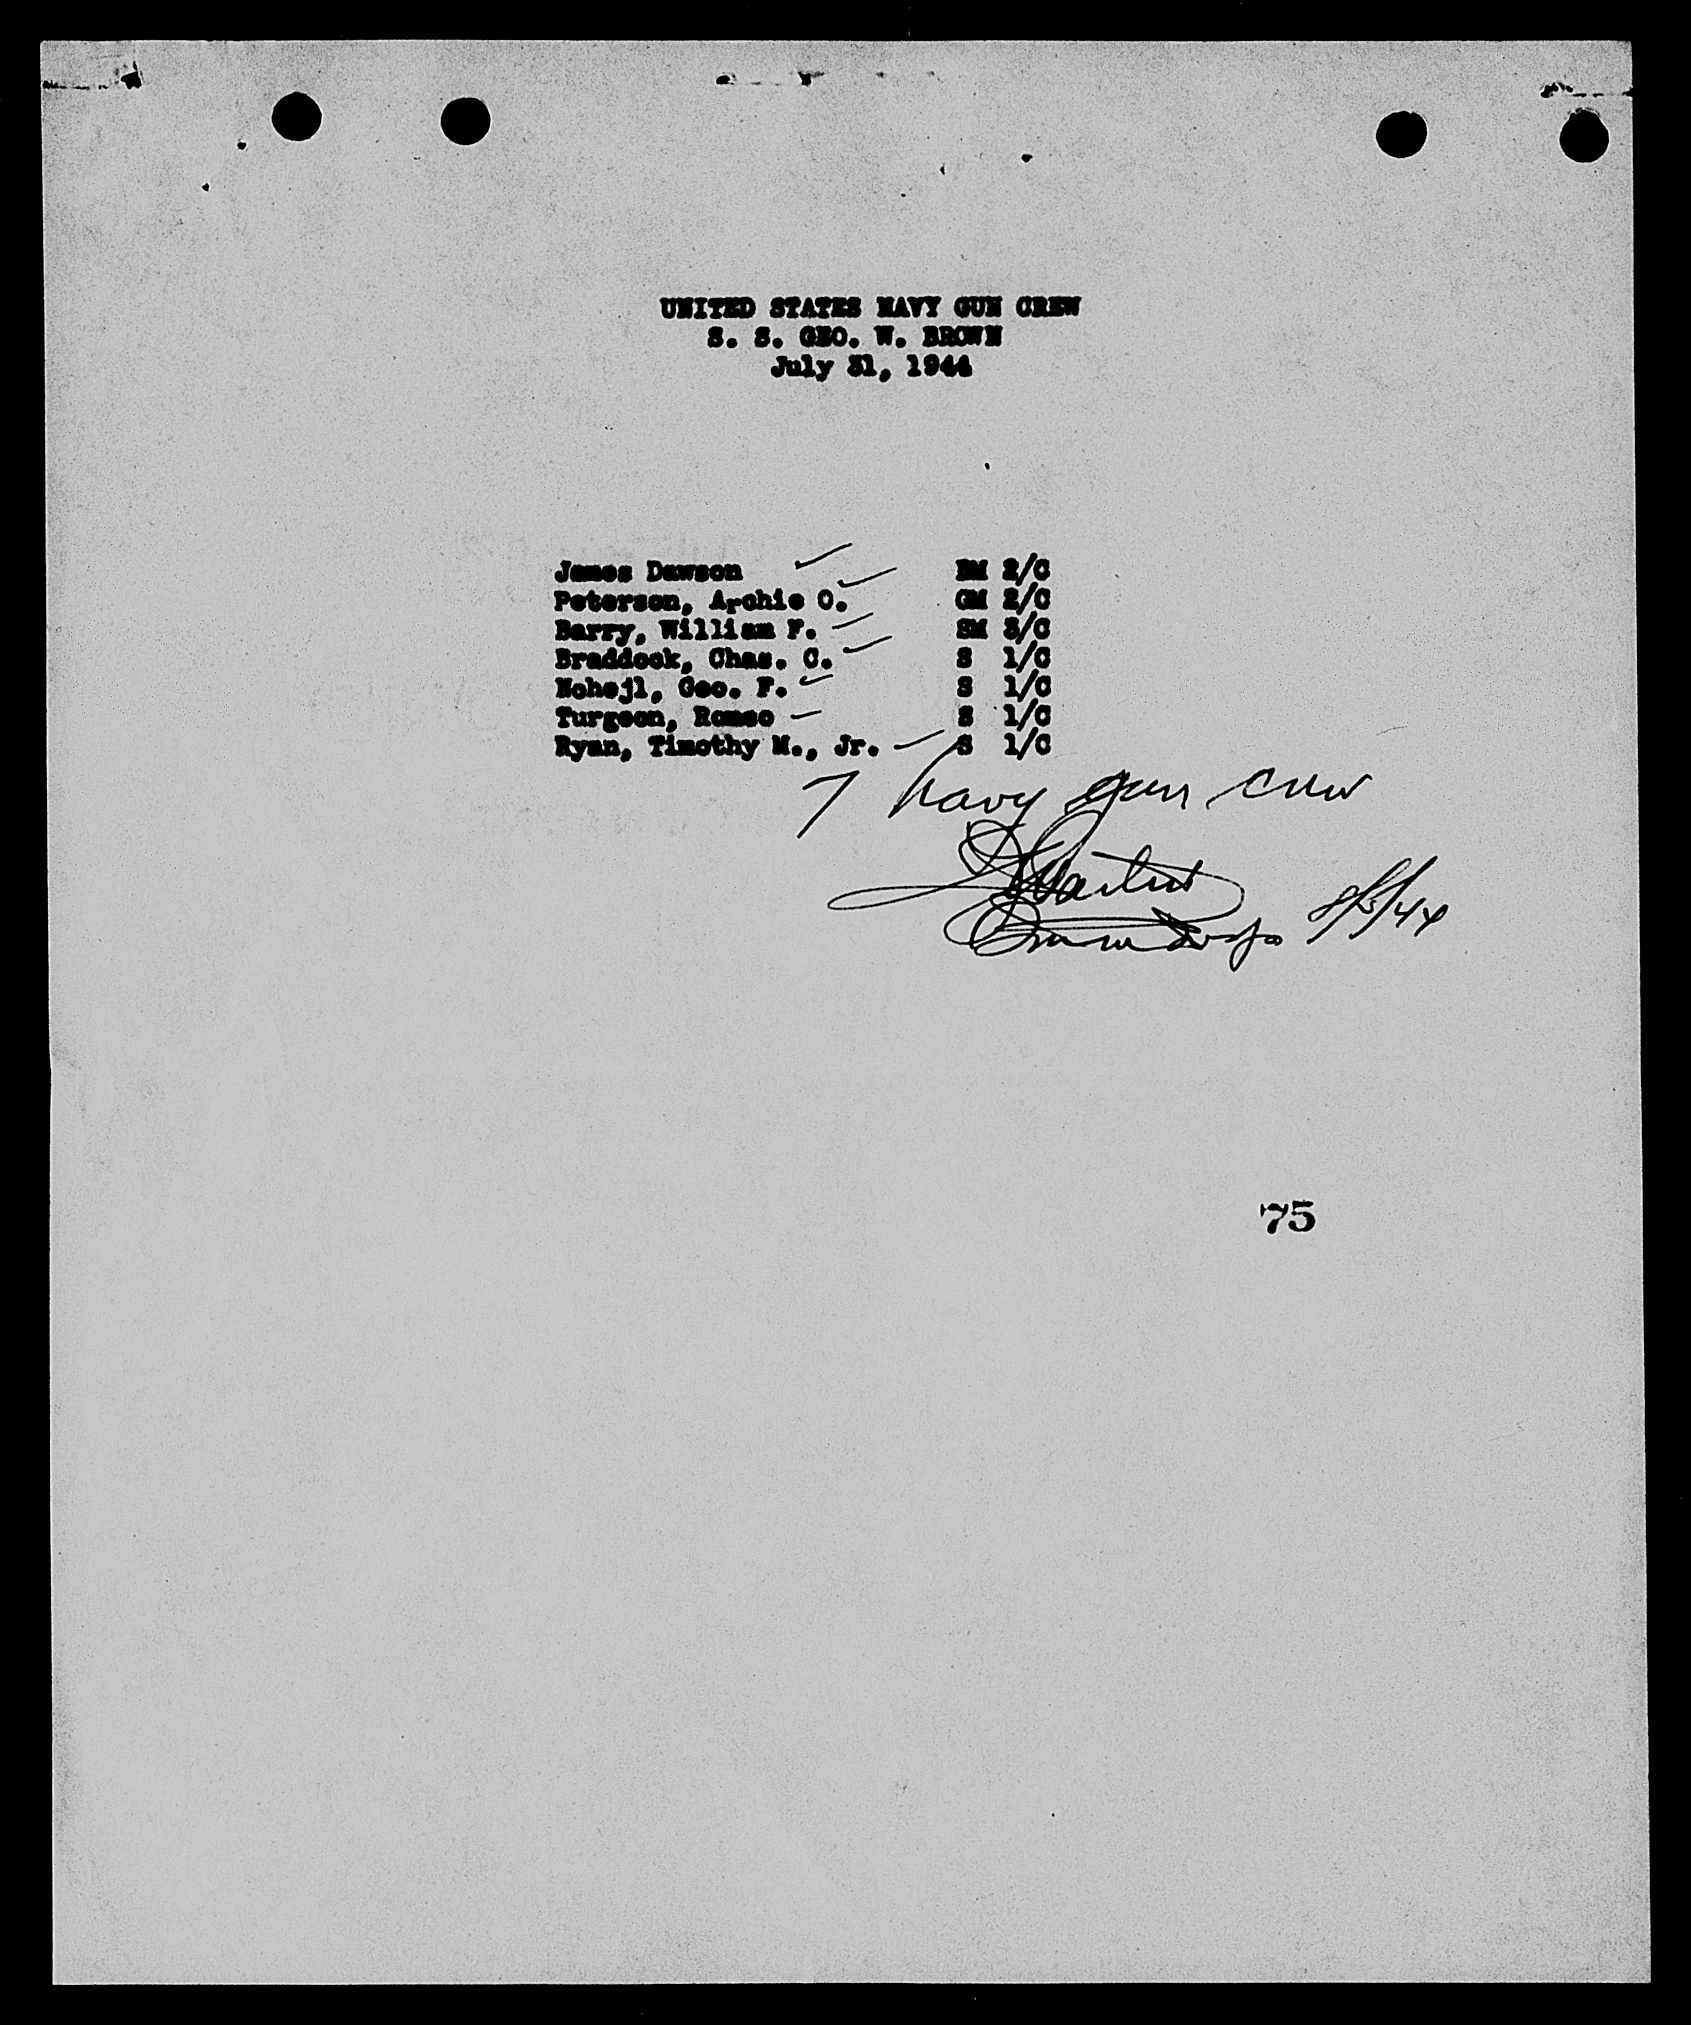 UNITED STATES NAVY GUN CREW
S. S. GEO. W. BROWN
July 31, 1944
James Dawson BM 2/C
Peterson, Archie O. GM 2/C
Barry, William F. SM 3/C
Braddock, Chas. C. S 1/C
Nohejl, Geo. F. S 1/C
Turgeon, Romeo S 1/C
Ryan, Timothy M., Jr. S 1/C
7 Navy gun crew
75